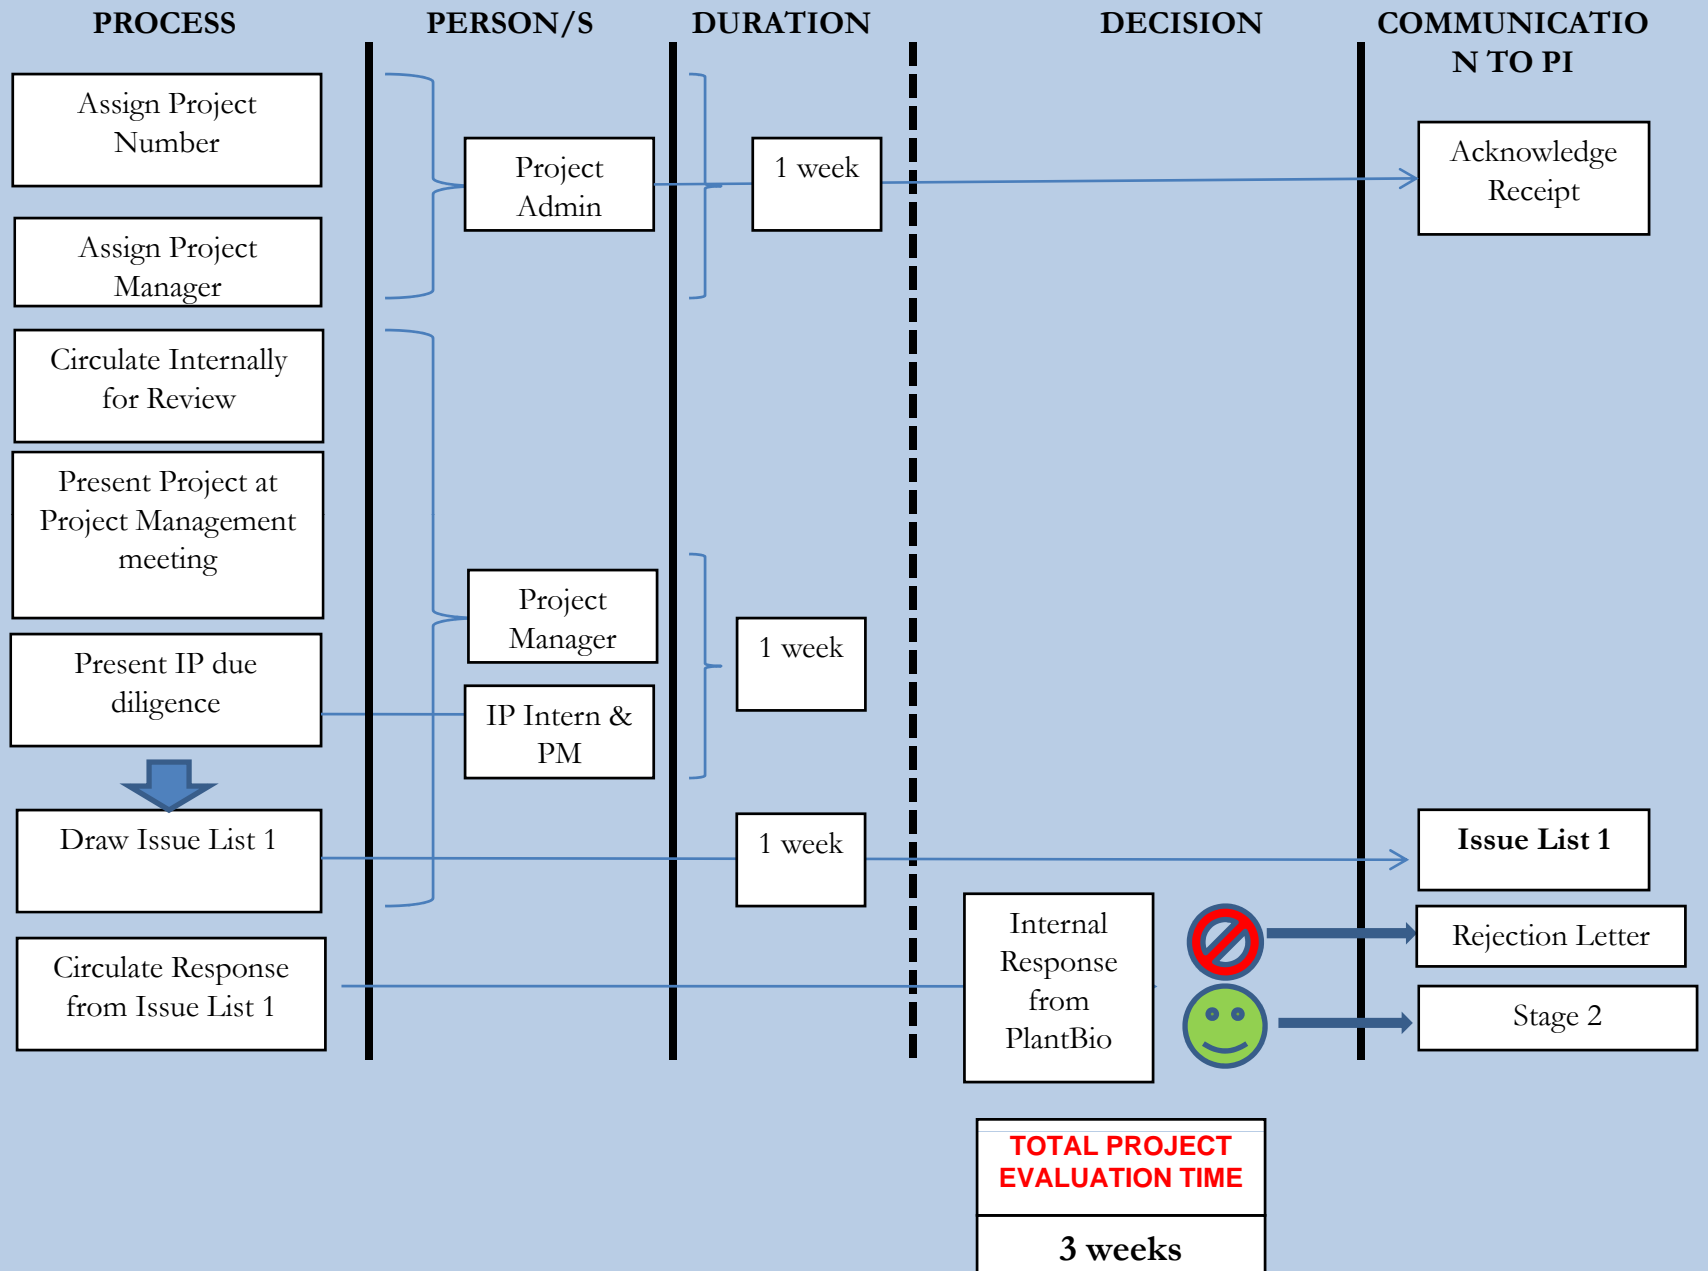 PROCESS
PERSON/S
DURATION
DECISION
COMMUNICATIO
N TO PI
Assign Project
Number
Project
Admin
1 week
Acknowledge
Receipt
Assign Project
Manager
Circulate Internally
for Review
Present Project at
Project Management
meeting
Project
Manager
1 week
Present IP due
diligence
IP Intern &
PM
Draw Issue List 1
1 week
Issue List 1
Circulate Response
from Issue List 1
Internal
Response
from
PlantBio
Rejection Letter
Stage 2
TOTAL PROJECT
EVALUATION TIME
3 weeks